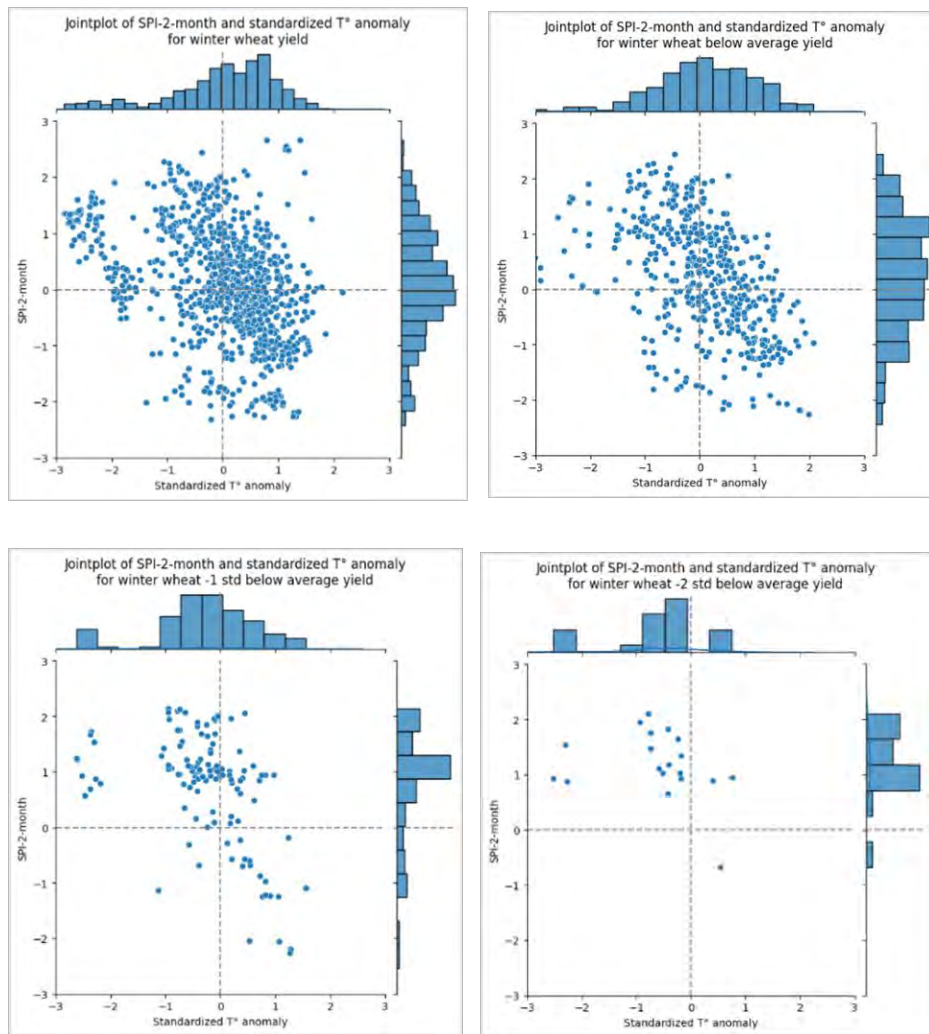 Jointplot of SPI-2-month and standardized T° anomaly
for winter wheat yield
3
2
1
0
−1
−2
−3
SPI-2-month
−3 −2 −1 0 1 2 3
Standardized T° anomaly
Jointplot of SPI-2-month and standardized T° anomaly
for winter wheat below average yield
3
2
1
0
−1
−2
−3
SPI-2-month
−3 −2 −1 0 1 2 3
Standardized T° anomaly
Jointplot of SPI-2-month and standardized T° anomaly
for winter wheat -1 std below average yield
3
2
1
0
−1
−2
−3
SPI-2-month
−3 −2 −1 0 1 2 3
Standardized T° anomaly
Jointplot of SPI-2-month and standardized T° anomaly
for winter wheat -2 std below average yield
3
2
1
0
−1
−2
−3
SPI-2-month
−3 −2 −1 0 1 2 3
Standardized T° anomaly